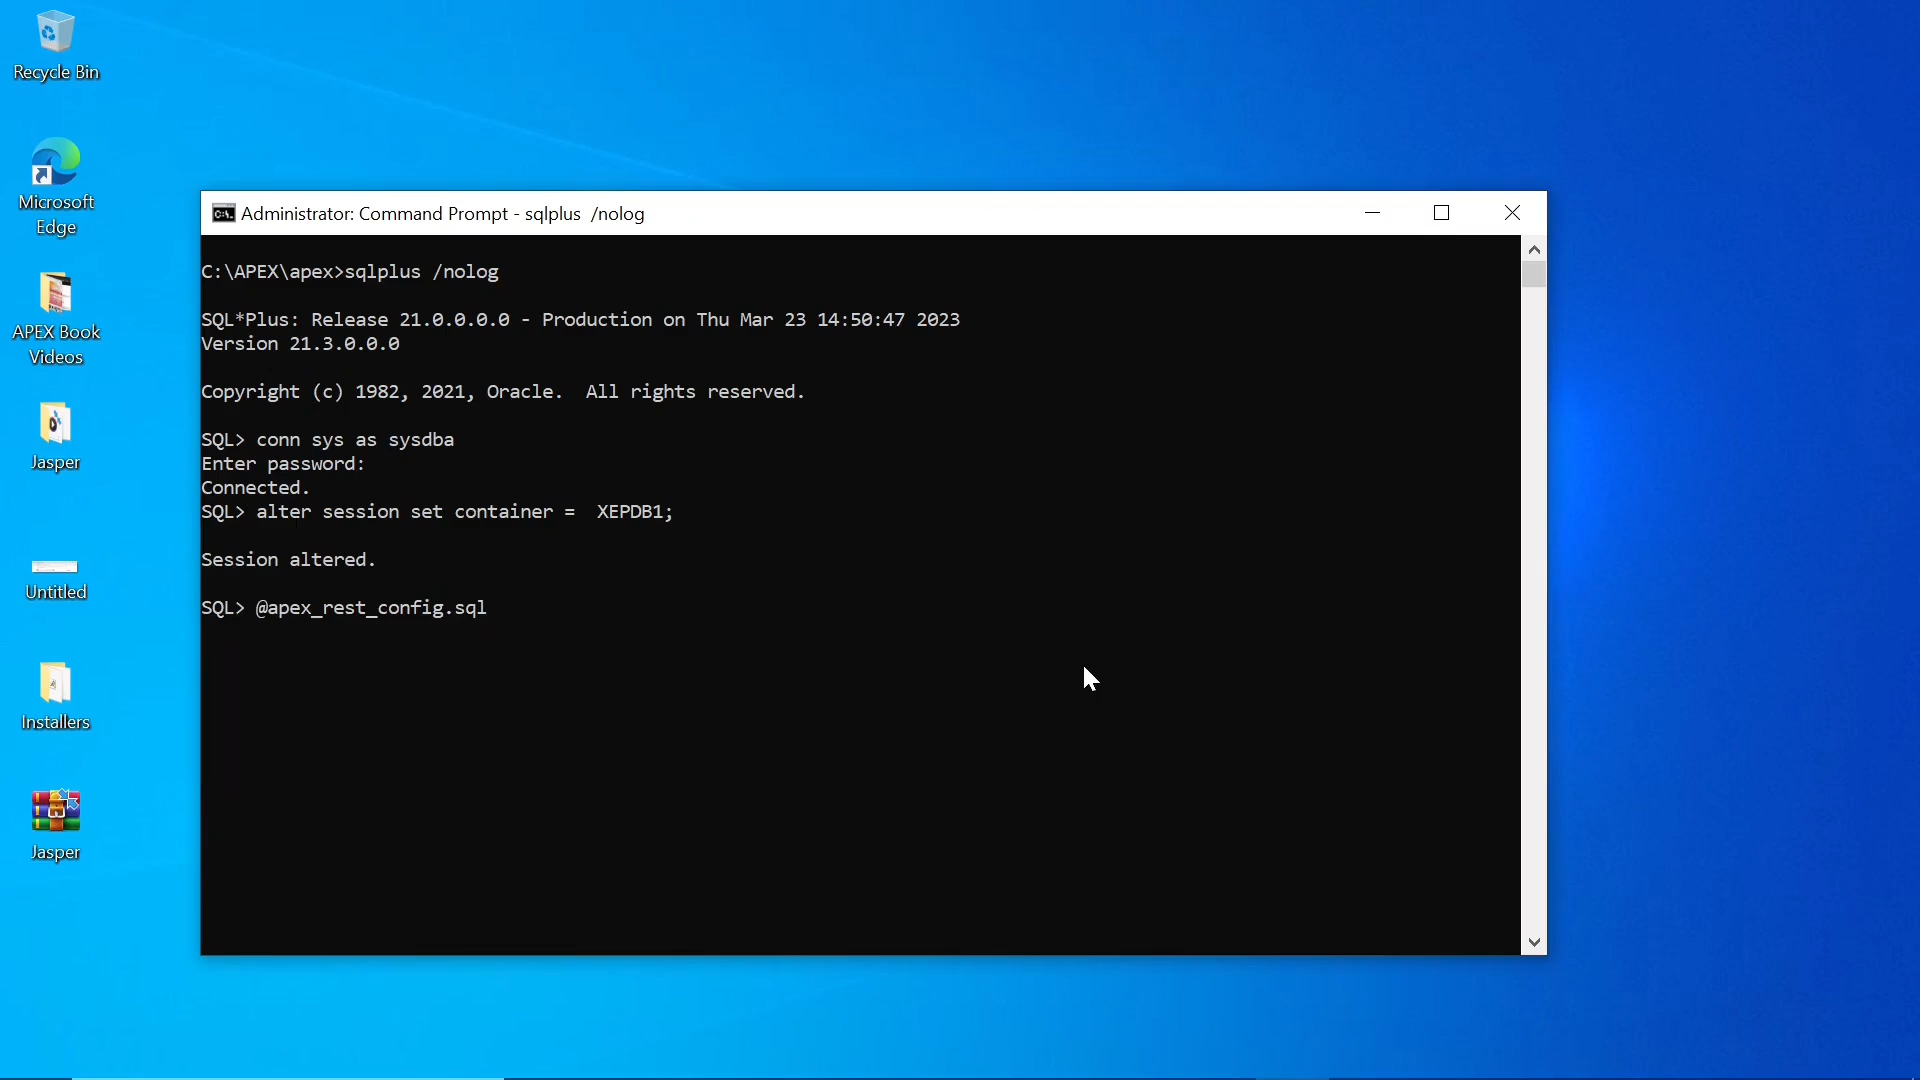 Recycle Bin
Microsoft
Edge
APEX Book
Videos
Jasper
Untitled
Installers
Jasper
Administrator: Command Prompt - sqlplus  /nolog
C:\APEX\apex>sqlplus /nolog
SQL*Plus: Release 21.0.0.0.0 - Production on Thu Mar 23 14:50:47 2023
Version 21.3.0.0.0
Copyright (c) 1982, 2021, Oracle.  All rights reserved.
SQL> conn sys as sysdba
Enter password:
Connected.
SQL> alter session set container =  XEPDB1;
Session altered.
SQL> @apex_rest_config.sql